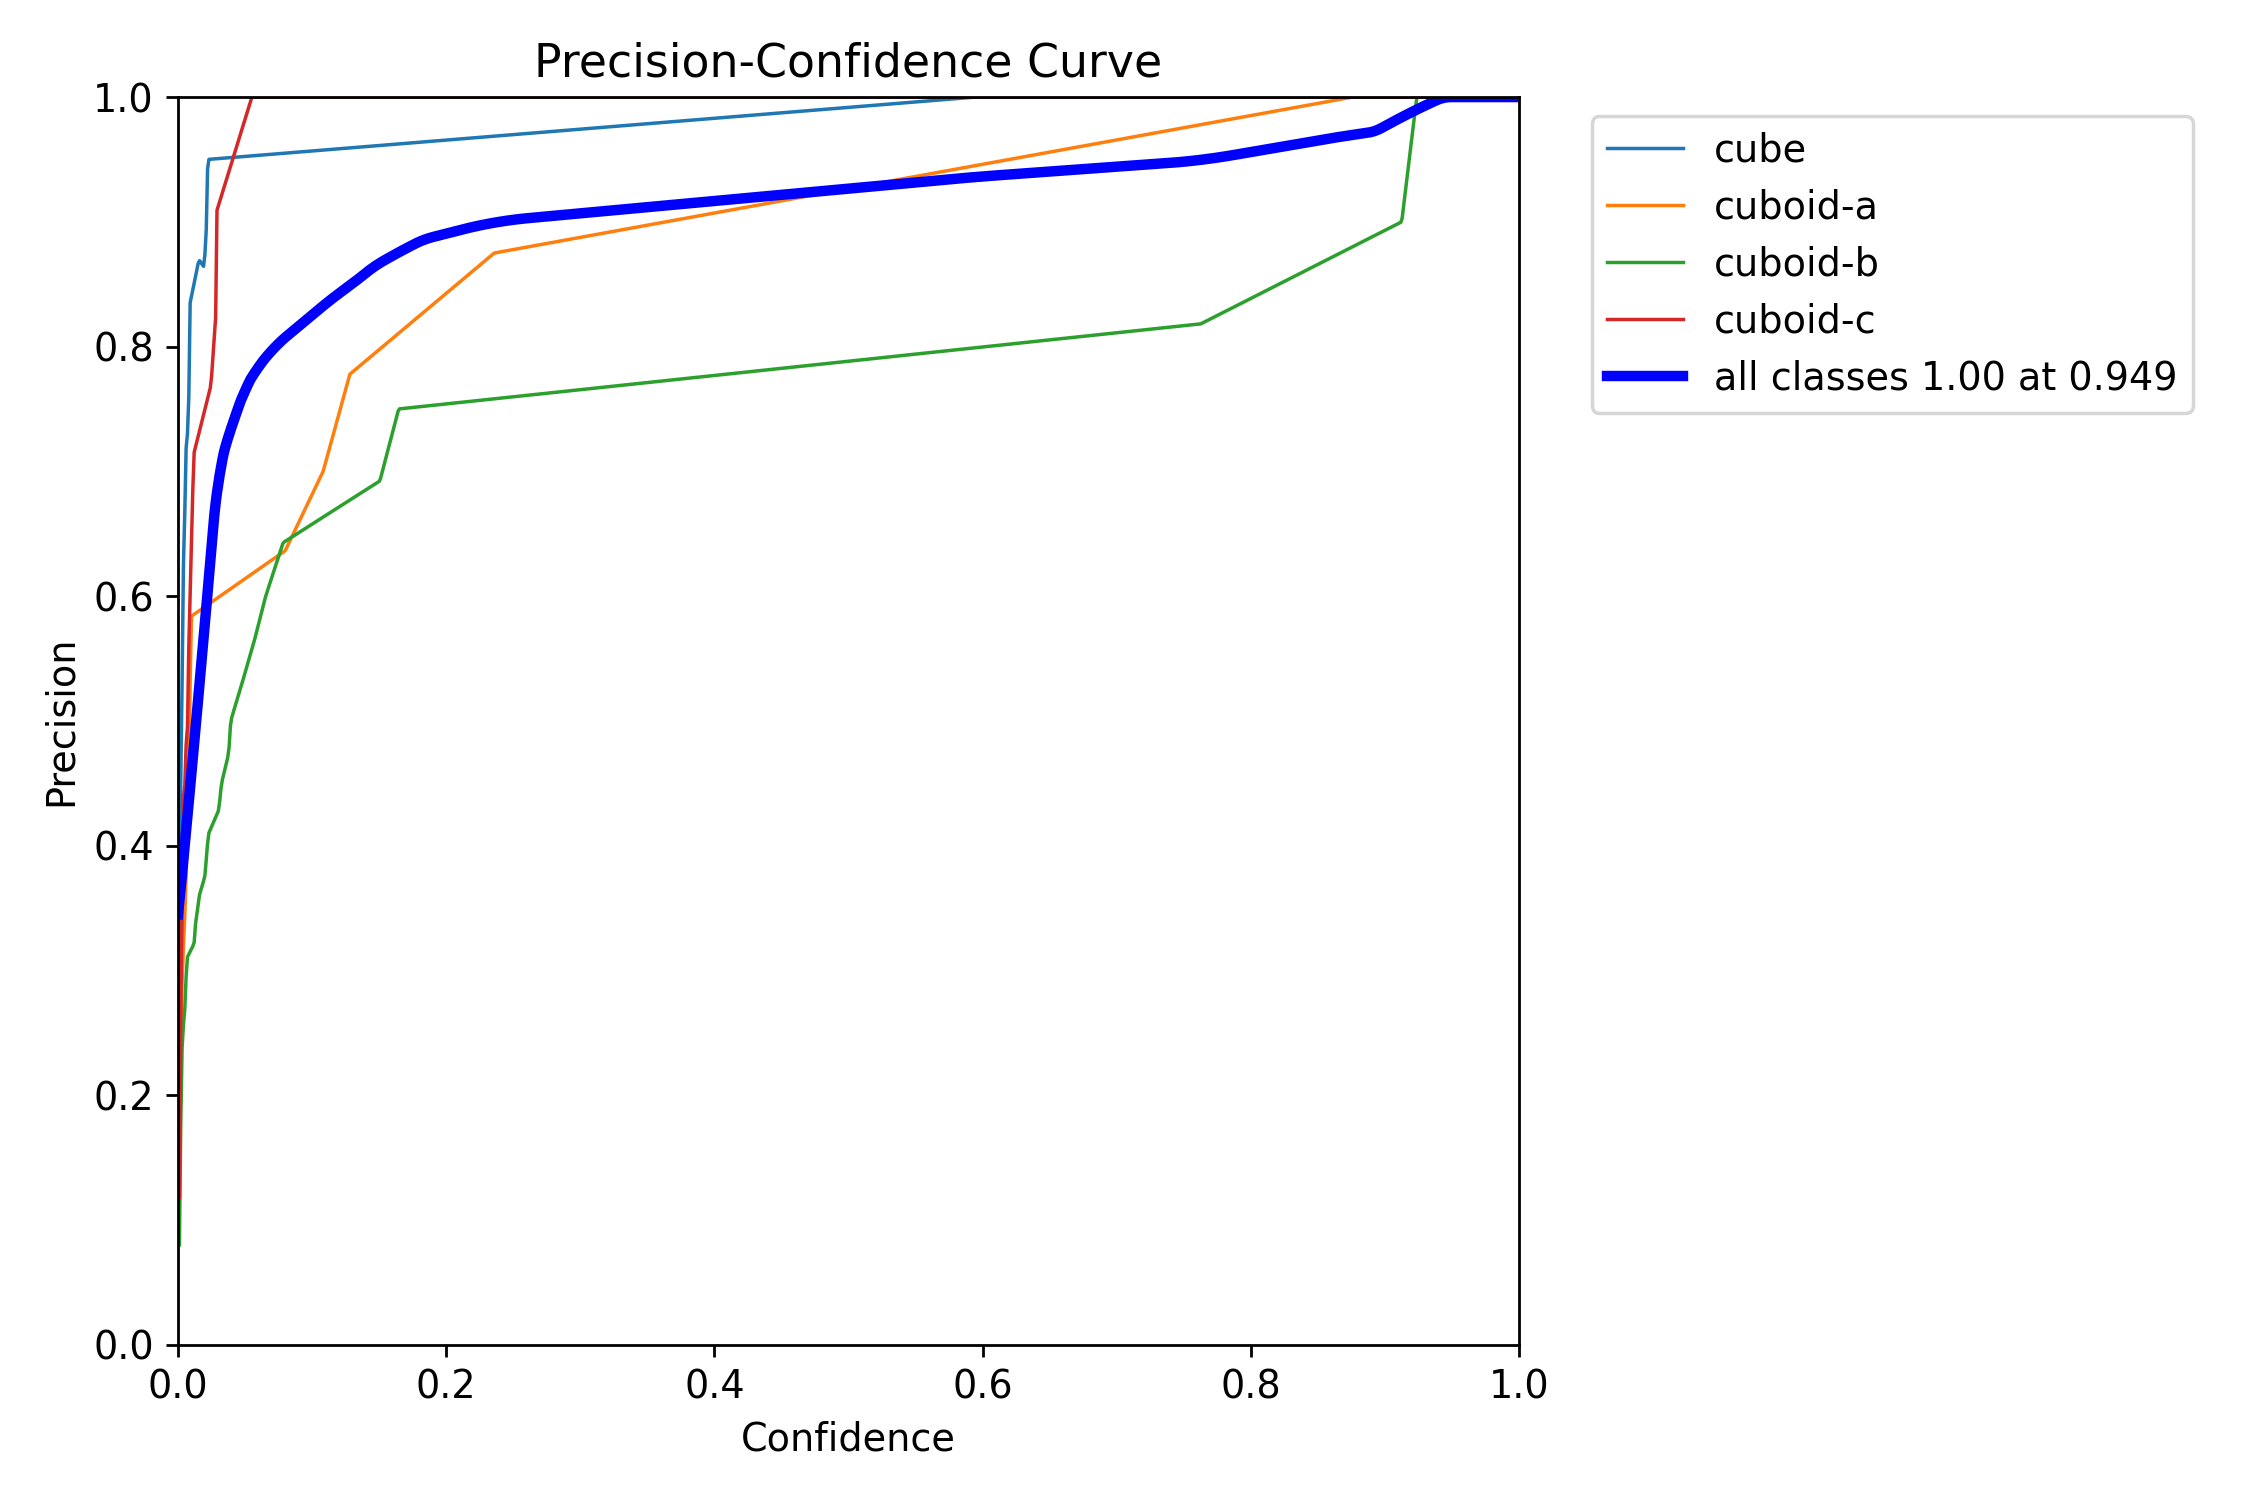 Precision-Confidence Curve
1.0
0.8
0.6
0.4
0.2
0.0
Precision
0.0 0.2 0.4 0.6 0.8 1.0
Confidence
cube
cuboid-a
cuboid-b
cuboid-c
all classes 1.00 at 0.949